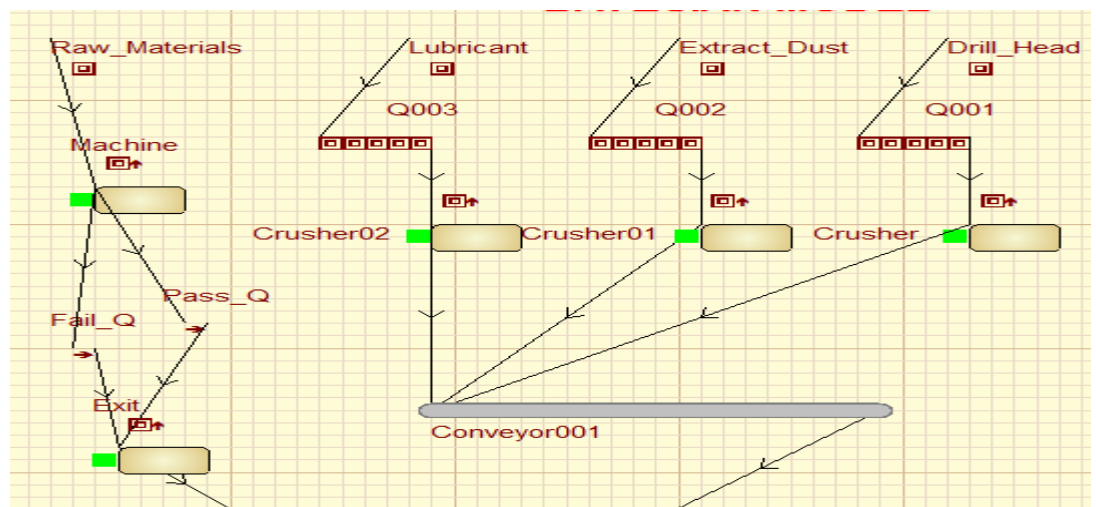 Raw_Materials
Lubricant
Extract_Dust
Drill_Head
Q003
Q002
Q001
Machine
Crusher02
Crusher01
Crusher
Pass_Q
Fail_Q
Exit
Conveyor001